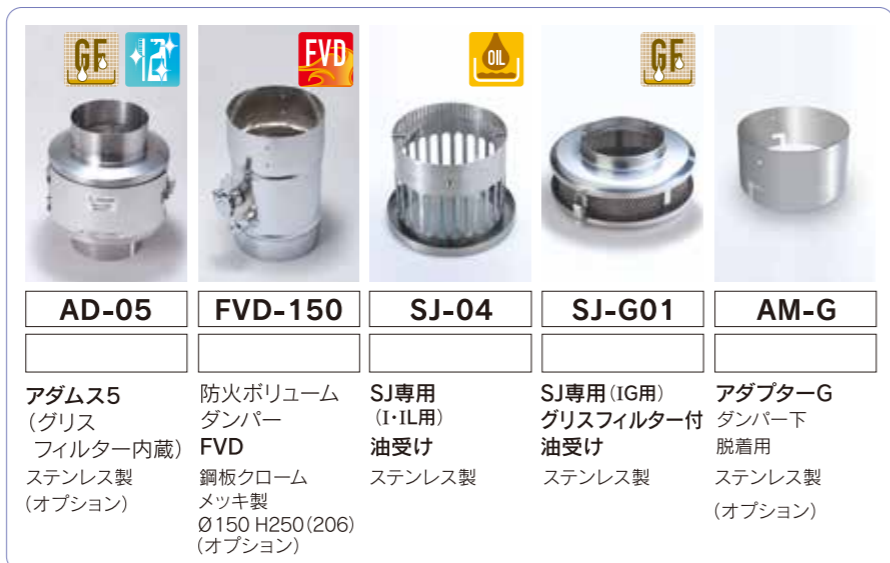 GF
FVD
OIL
GF
AD-05
FVD-150
SJ-04
SJ-G01
AM-G
アダムス5
(グリス
フィルター内蔵)
ステンレス製
(オプション)
防火ボリューム
ダンパー
FVD
鋼板クローム
メッキ製
Ø150 H250(206)
(オプション)
SJ専用
(I・IL用)
油受け
ステンレス製
SJ専用(IG用)
グリスフィルター付
油受け
ステンレス製
アダプターG
ダンパー下
脱着用
ステンレス製
(オプション)